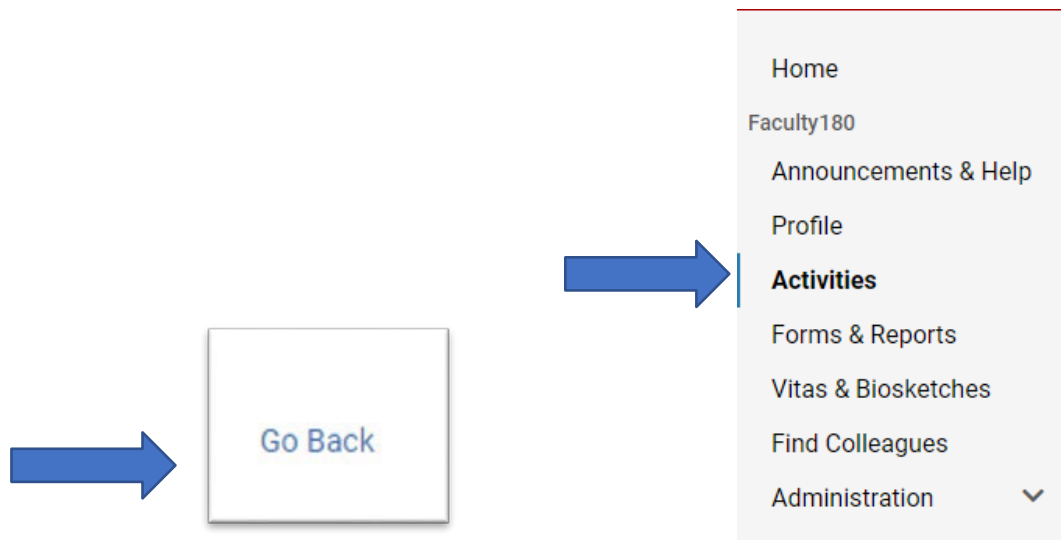 Home
Faculty180
Announcements & Help
Profile
Activities
Forms & Reports
Vitas & Biosketches
Find Colleagues
Administration
Go Back